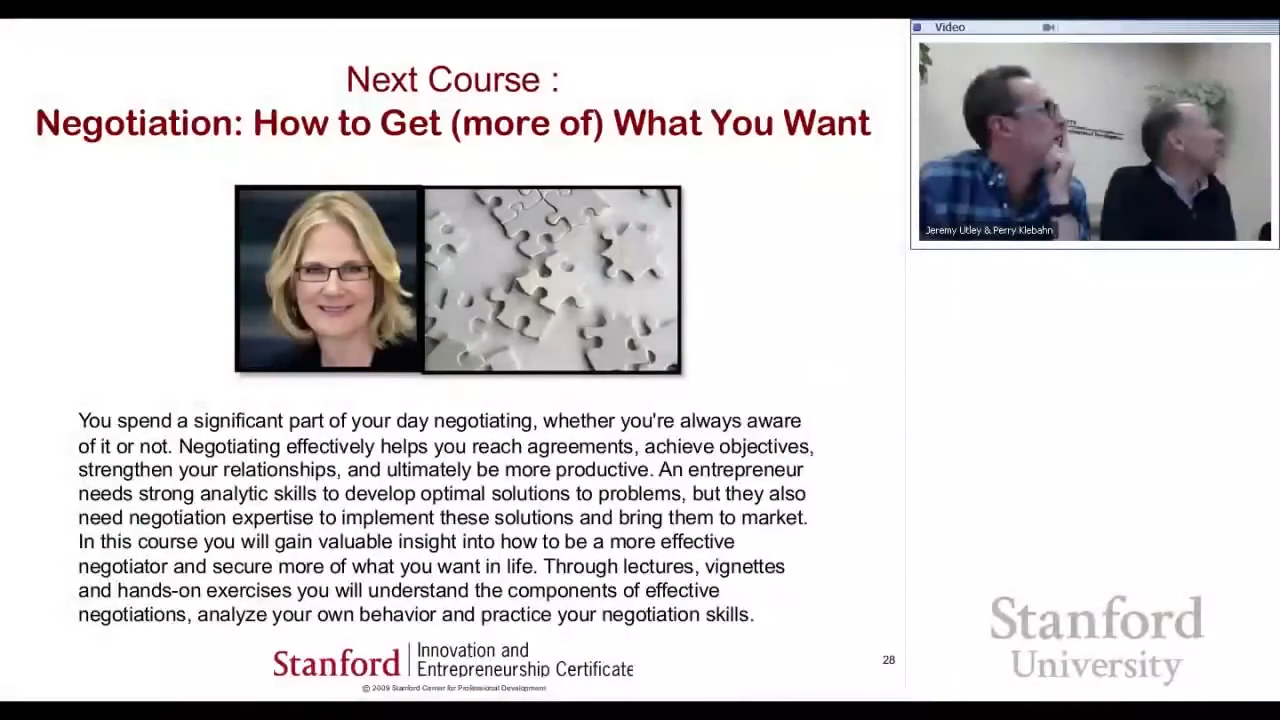 Next Course :
Negotiation: How to Get (more of) What You Want
You spend a significant part of your day negotiating, whether you're always aware
of it or not. Negotiating effectively helps you reach agreements, achieve objectives,
strengthen your relationships, and ultimately be more productive. An entrepreneur
needs strong analytic skills to develop optimal solutions to problems, but they also
need negotiation expertise to implement these solutions and bring them to market.
In this course you will gain valuable insight into how to be a more effective
negotiator and secure more of what you want in life. Through lectures, vignettes
and hands-on exercises you will understand the components of effective
negotiations, analyze your own behavior and practice your negotiation skills.
Stanford
Innovation and
Entrepreneurship Certificate
© 2009 Stanford Center for Professional Development
28
Video
Jeremy Utley & Perry Klebahn
Stanford
University